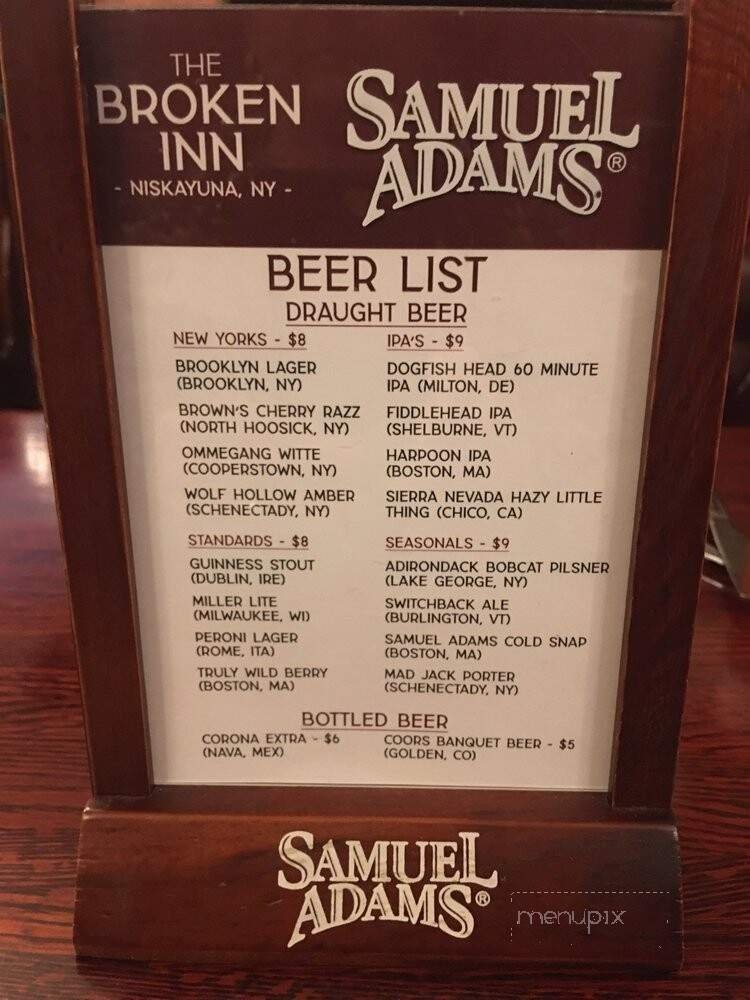 THE
BROKEN
INN
- NISKAYUNA, NY -
SAMUEL
ADAMS®
BEER LIST
DRAUGHT BEER
NEW YORKS - $8
BROOKLYN LAGER
(BROOKLYN, NY)
BROWN'S CHERRY RAZZ
(NORTH HOOSICK, NY)
OMMEGANG WITTE
(COOPERSTOWN, NY)
WOLF HOLLOW AMBER
(SCHENECTADY, NY)
IPA'S - $9
DOGFISH HEAD 60 MINUTE
IPA (MILTON, DE)
FIDDLEHEAD IPA
(SHELBURNE, VT)
HARPOON IPA
(BOSTON, MA)
SIERRA NEVADA HAZY LITTLE
THING (CHICO, CA)
STANDARDS - $8
GUINNESS STOUT
(DUBLIN, IRE)
MILLER LITE
(MILWAUKEE, WI)
PERONI LAGER
(ROME, ITA)
TRULY WILD BERRY
(BOSTON, MA)
SEASONALS - $9
ADIRONDACK BOBCAT PILSNER
(LAKE GEORGE, NY)
SWITCHBACK ALE
(BURLINGTON, VT)
SAMUEL ADAMS COLD SNAP
(BOSTON, MA)
MAD JACK PORTER
(SCHENECTADY, NY)
BOTTLED BEER
CORONA EXTRA - $6
(NAVA, MEX)
COORS BANQUET BEER - $5
(GOLDEN, CO)
SAMUEL
ADAMS®
menupix